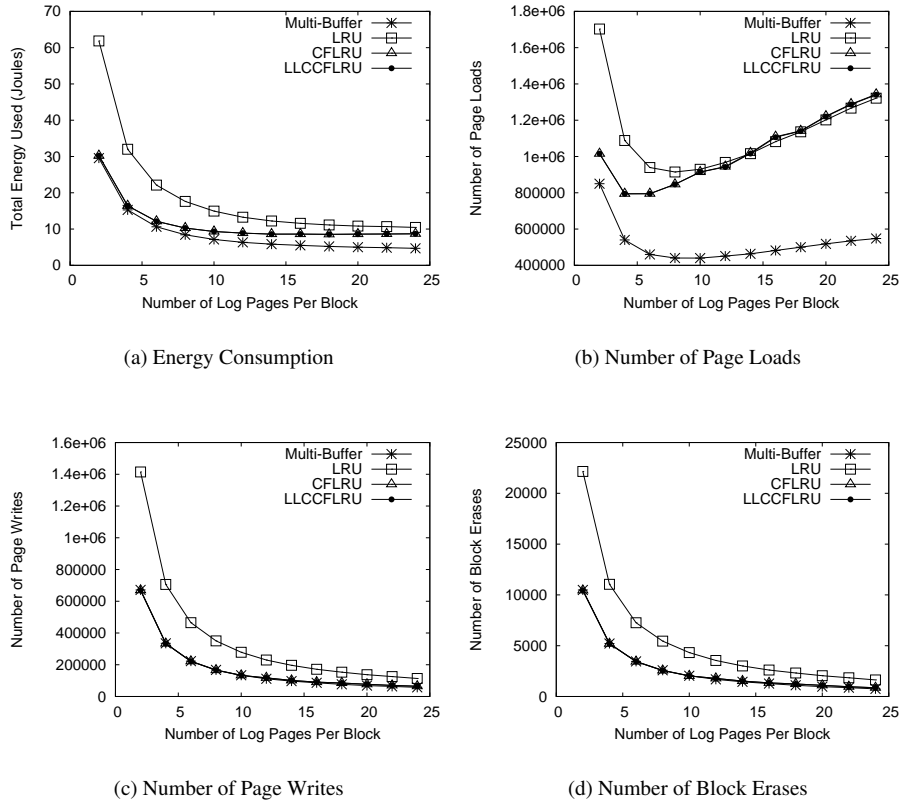 Multi-Buffer
LRU
CFLRU
LLCCFLRU
Total Energy Used (Joules)
70
60
50
40
30
20
10
0
0 5 10 15 20 25
Number of Log Pages Per Block
(a) Energy Consumption
Multi-Buffer
LRU
CFLRU
LLCCFLRU
Number of Page Loads
1.8e+06
1.6e+06
1.4e+06
1.2e+06
1e+06
800000
600000
400000
0 5 10 15 20 25
Number of Log Pages Per Block
(b) Number of Page Loads
Multi-Buffer
LRU
CFLRU
LLCCFLRU
Number of Page Writes
1.6e+06
1.4e+06
1.2e+06
1e+06
800000
600000
400000
200000
0
0 5 10 15 20 25
Number of Log Pages Per Block
(c) Number of Page Writes
Multi-Buffer
LRU
CFLRU
LLCCFLRU
Number of Block Erases
25000
20000
15000
10000
5000
0
0 5 10 15 20 25
Number of Log Pages Per Block
(d) Number of Block Erases